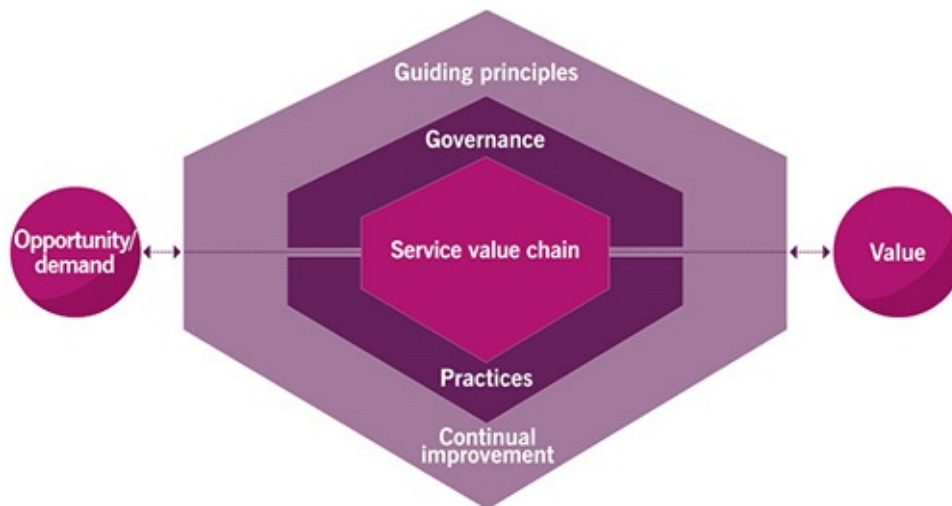 Guiding principles
Governance
Opportunity/
demand
Service value chain
Value
Practices
Continual
improvement